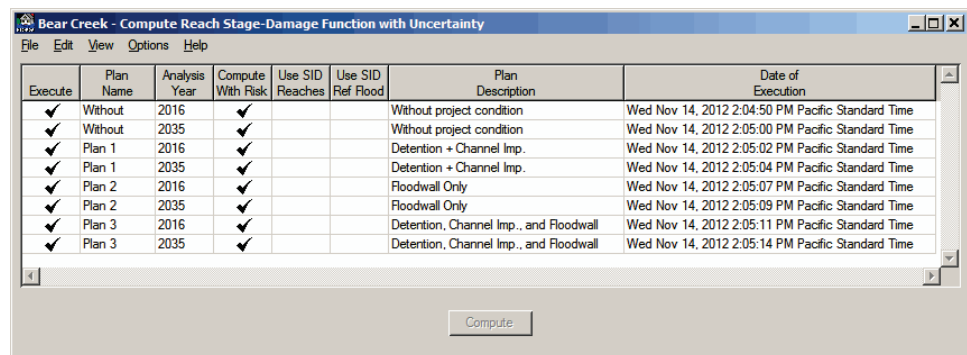 Bear Creek - Compute Reach Stage-Damage Function with Uncertainty
File Edit View Options Help
Execute Plan Name Analysis Year Compute With Risk Use SID Reaches Use SID Ref Flood Plan Description Date of Execution
Without 2016 Without project condition Wed Nov 14, 2012 2:04:50 PM Pacific Standard Time
Without 2035 Without project condition Wed Nov 14, 2012 2:05:00 PM Pacific Standard Time
Plan 1 2016 Detention + Channel Imp. Wed Nov 14, 2012 2:05:02 PM Pacific Standard Time
Plan 1 2035 Detention + Channel Imp. Wed Nov 14, 2012 2:05:04 PM Pacific Standard Time
Plan 2 2016 Floodwall Only Wed Nov 14, 2012 2:05:07 PM Pacific Standard Time
Plan 2 2035 Floodwall Only Wed Nov 14, 2012 2:05:09 PM Pacific Standard Time
Plan 3 2016 Detention, Channel Imp., and Floodwall Wed Nov 14, 2012 2:05:11 PM Pacific Standard Time
Plan 3 2035 Detention, Channel Imp., and Floodwall Wed Nov 14, 2012 2:05:14 PM Pacific Standard Time
Compute